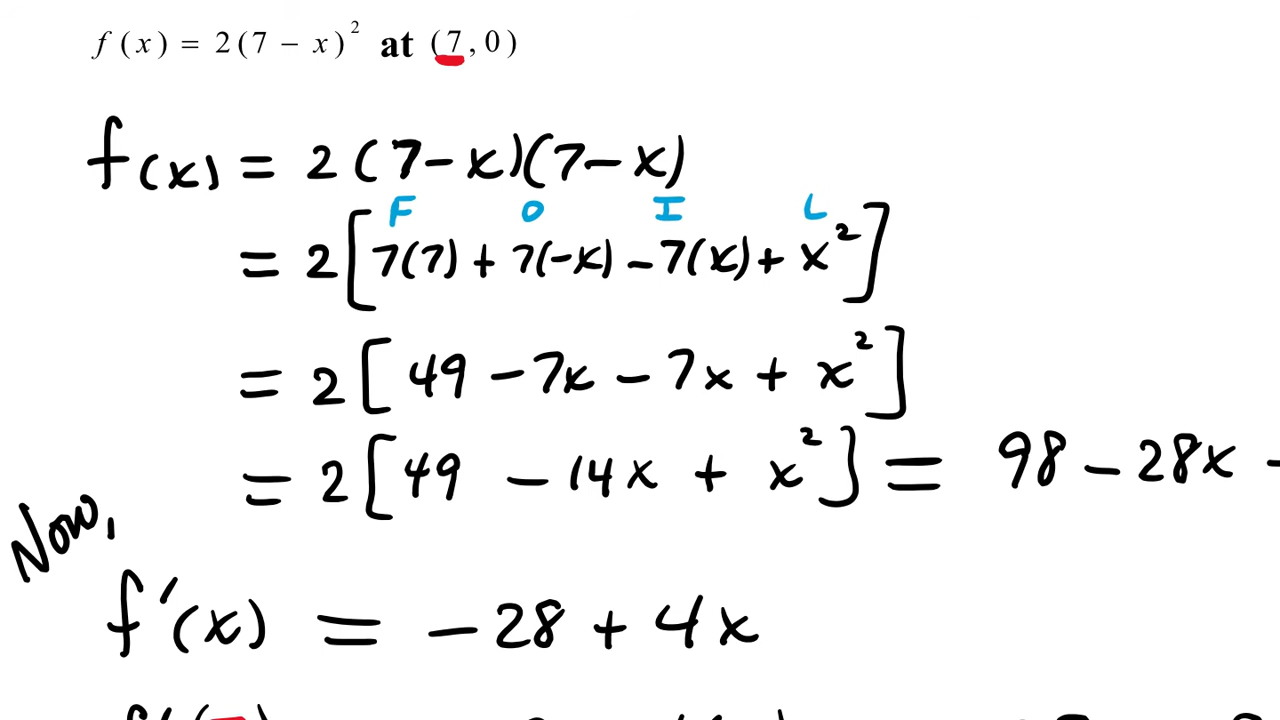 f(x) = 2(7 − x)² at (7, 0)
f(x) = 2(7−x)(7−x)
F O I L
= 2[7(7) + 7(−x) − 7(x) + x²]
= 2[49 − 7x − 7x + x²]
= 2[49 − 14x + x²] = 98 − 28x
Now,
f'(x) = −28 + 4x